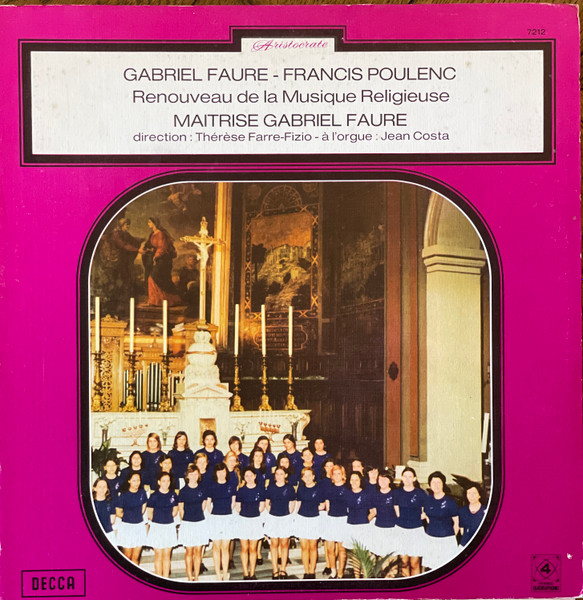 7212
Aristocrate
GABRIEL FAURE - FRANCIS POULENC
Renouveau de la Musique Religieuse
MAITRISE GABRIEL FAURE
direction : Thérèse Farre-Fizio - à l'orgue : Jean Costa
DECCA
4